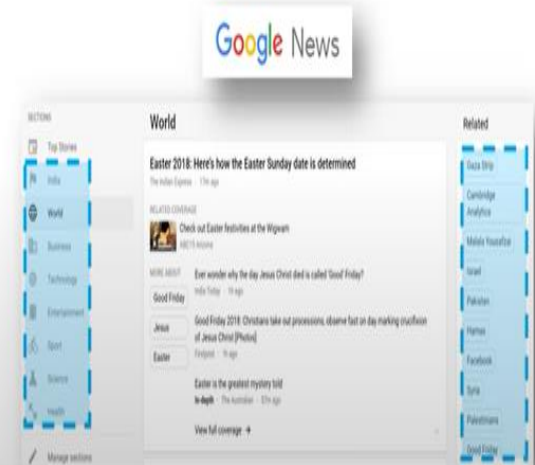 Google News
SECTIONS
Top Stories
India
World
Business
Technology
Entertainment
Sport
Science
Health
Manage sections
World
Easter 2018: Here's how the Easter Sunday date is determined
The Indian Express · 17m ago
RELATED COVERAGE
Check out Easter festivities at the Wigwam
ABC15 Arizona
MORE ABOUT
Good Friday
Jesus
Easter
Ever wonder why the day Jesus Christ died is called 'Good' Friday?
India Today · 1h ago
Good Friday 2018: Christians take out processions, observe fast on day marking crucifixion
of Jesus Christ [Photos]
Firstpost · 1h ago
Easter is the greatest mystery told
In-depth · The Australian · 57m ago
View full coverage →
Related
Gaza Strip
Cambridge
Analytica
Malala Yousafzai
Israel
Pakistan
Hamas
Facebook
Syria
Palestinians
Good Friday